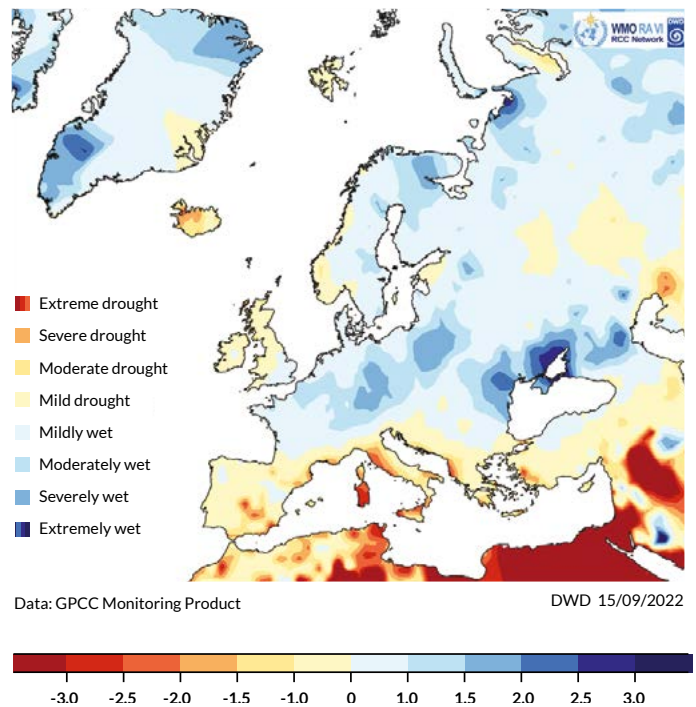 WMO RA VI
RCC Network
DWD
Extreme drought
Severe drought
Moderate drought
Mild drought
Mildly wet
Moderately wet
Severely wet
Extremely wet
Data: GPCC Monitoring Product
DWD 15/09/2022
-3.0 -2.5 -2.0 -1.5 -1.0 0 1.0 1.5 2.0 2.5 3.0